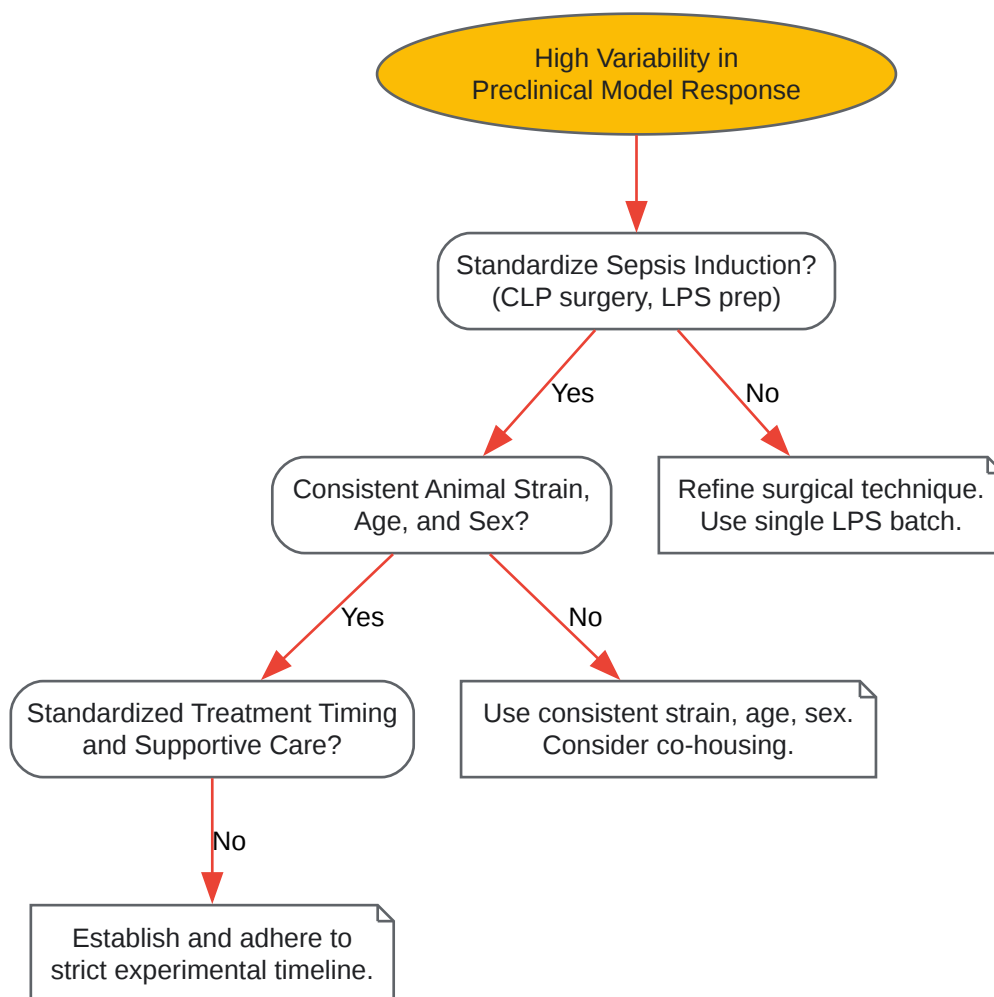 High Variability in
Preclinical Model Response
Standardize Sepsis Induction?
(CLP surgery, LPS prep)
Yes
No
Consistent Animal Strain,
Age, and Sex?
Refine surgical technique.
Use single LPS batch.
Yes
No
Standardized Treatment Timing
and Supportive Care?
Use consistent strain, age, sex.
Consider co-housing.
No
Establish and adhere to
strict experimental timeline.